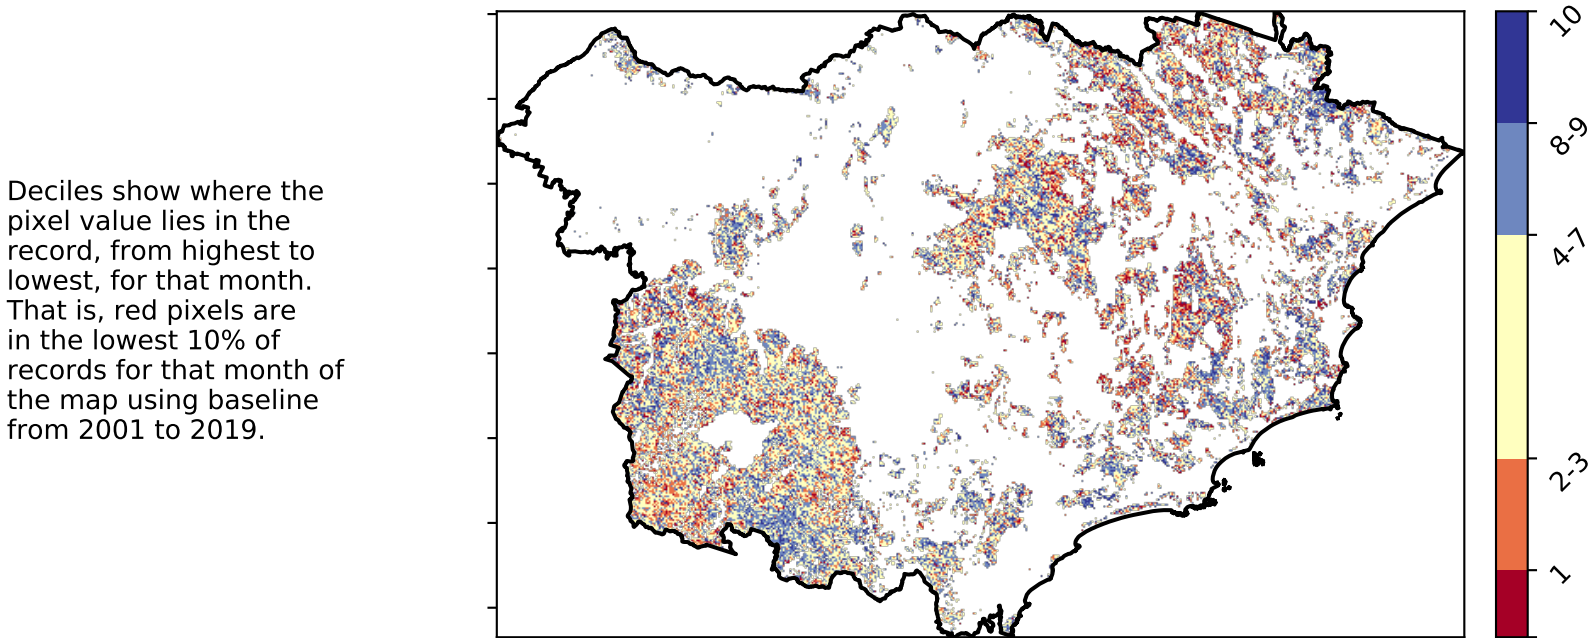 Deciles show where the
pixel value lies in the
record, from highest to
lowest, for that month.
That is, red pixels are
in the lowest 10% of
records for that month of
the map using baseline
from 2001 to 2019.
10
8-9
4-7
2-3
1